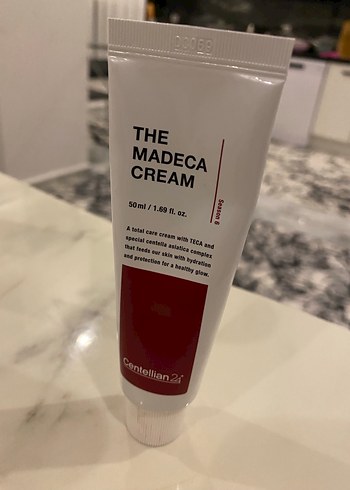 THE
MADECA
CREAM
Season 6
50ml / 1.69 fl. oz.
A total care cream with TECA and
special centella asiatica complex
that feeds our skin with hydration
and protection for a healthy glow.
Centellian24